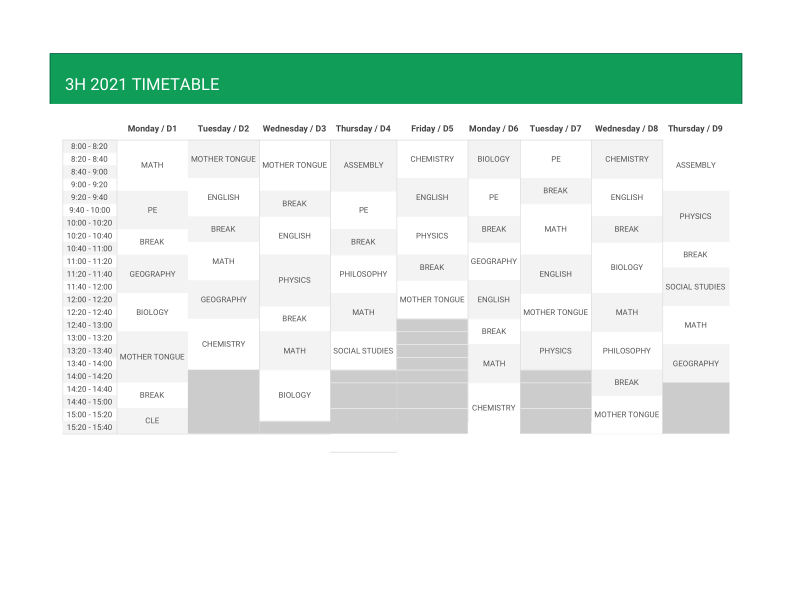 3H 2021 TIMETABLE
Monday / D1 Tuesday / D2 Wednesday / D3 Thursday / D4 Friday / D5 Monday / D6 Tuesday / D7 Wednesday / D8 Thursday / D9
8:00 - 8:20
8:20 - 8:40 MOTHER TONGUE CHEMISTRY BIOLOGY PE CHEMISTRY
MATH MOTHER TONGUE ASSEMBLY ASSEMBLY
8:40 - 9:00
9:00 - 9:20
BREAK
9:20 - 9:40 ENGLISH ENGLISH PE ENGLISH
BREAK
9:40 - 10:00 PE PE
PHYSICS
10:00 - 10:20
BREAK BREAK MATH BREAK
10:20 - 10:40 ENGLISH PHYSICS
BREAK BREAK
10:40 - 11:00
BREAK
11:00 - 11:20 MATH GEOGRAPHY
BREAK BIOLOGY
11:20 - 11:40 GEOGRAPHY PHILOSOPHY ENGLISH
PHYSICS
11:40 - 12:00 SOCIAL STUDIES
12:00 - 12:20 GEOGRAPHY MOTHER TONGUE ENGLISH
12:20 - 12:40 BIOLOGY MATH MOTHER TONGUE MATH
BREAK
12:40 - 13:00 MATH
BREAK
13:00 - 13:20
CHEMISTRY
13:20 - 13:40 MATH SOCIAL STUDIES PHYSICS PHILOSOPHY
MOTHER TONGUE
13:40 - 14:00 MATH GEOGRAPHY
14:00 - 14:20
BREAK
14:20 - 14:40
BREAK BIOLOGY
14:40 - 15:00
CHEMISTRY
15:00 - 15:20 MOTHER TONGUE
CLE
15:20 - 15:40